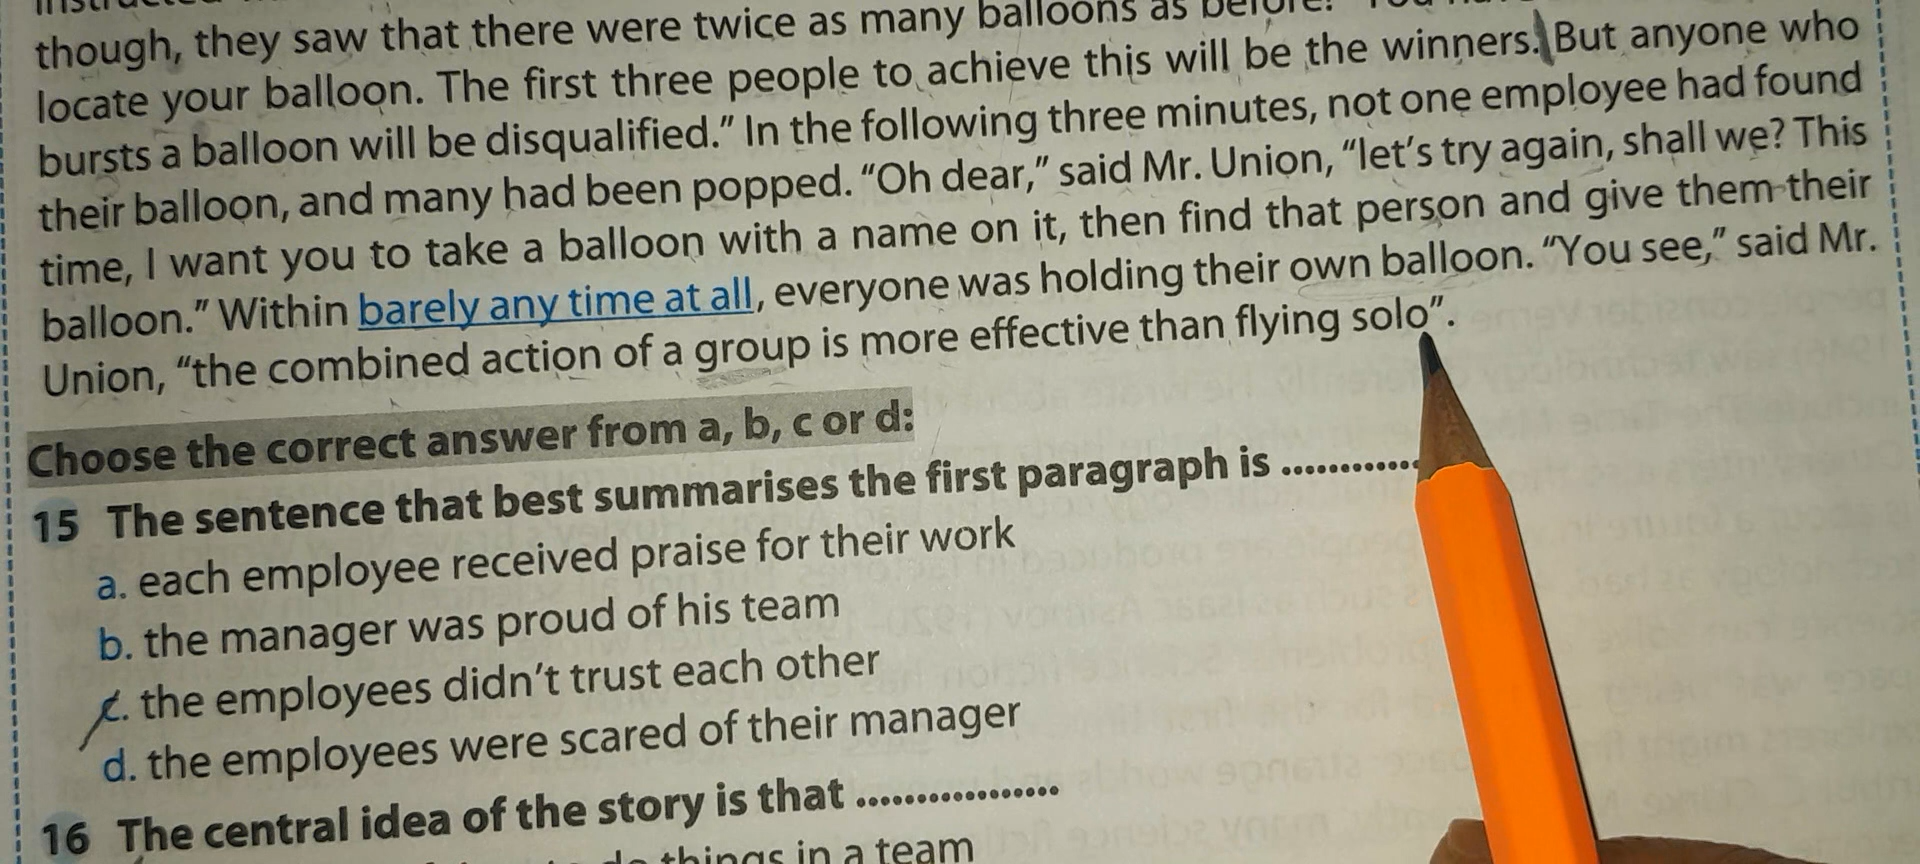 though, they saw that there were twice as many balloons as before.
locate your balloon. The first three people to achieve this will be the winners. But anyone who
bursts a balloon will be disqualified.” In the following three minutes, not one employee had found
their balloon, and many had been popped. “Oh dear,” said Mr. Union, “let’s try again, shall we? This
time, I want you to take a balloon with a name on it, then find that person and give them their
balloon.” Within barely any time at all, everyone was holding their own balloon. “You see,” said Mr.
Union, “the combined action of a group is more effective than flying solo”.
Choose the correct answer from a, b, c or d:
15 The sentence that best summarises the first paragraph is ............
a. each employee received praise for their work
b. the manager was proud of his team
c. the employees didn’t trust each other
d. the employees were scared of their manager
16 The central idea of the story is that .................
things in a team